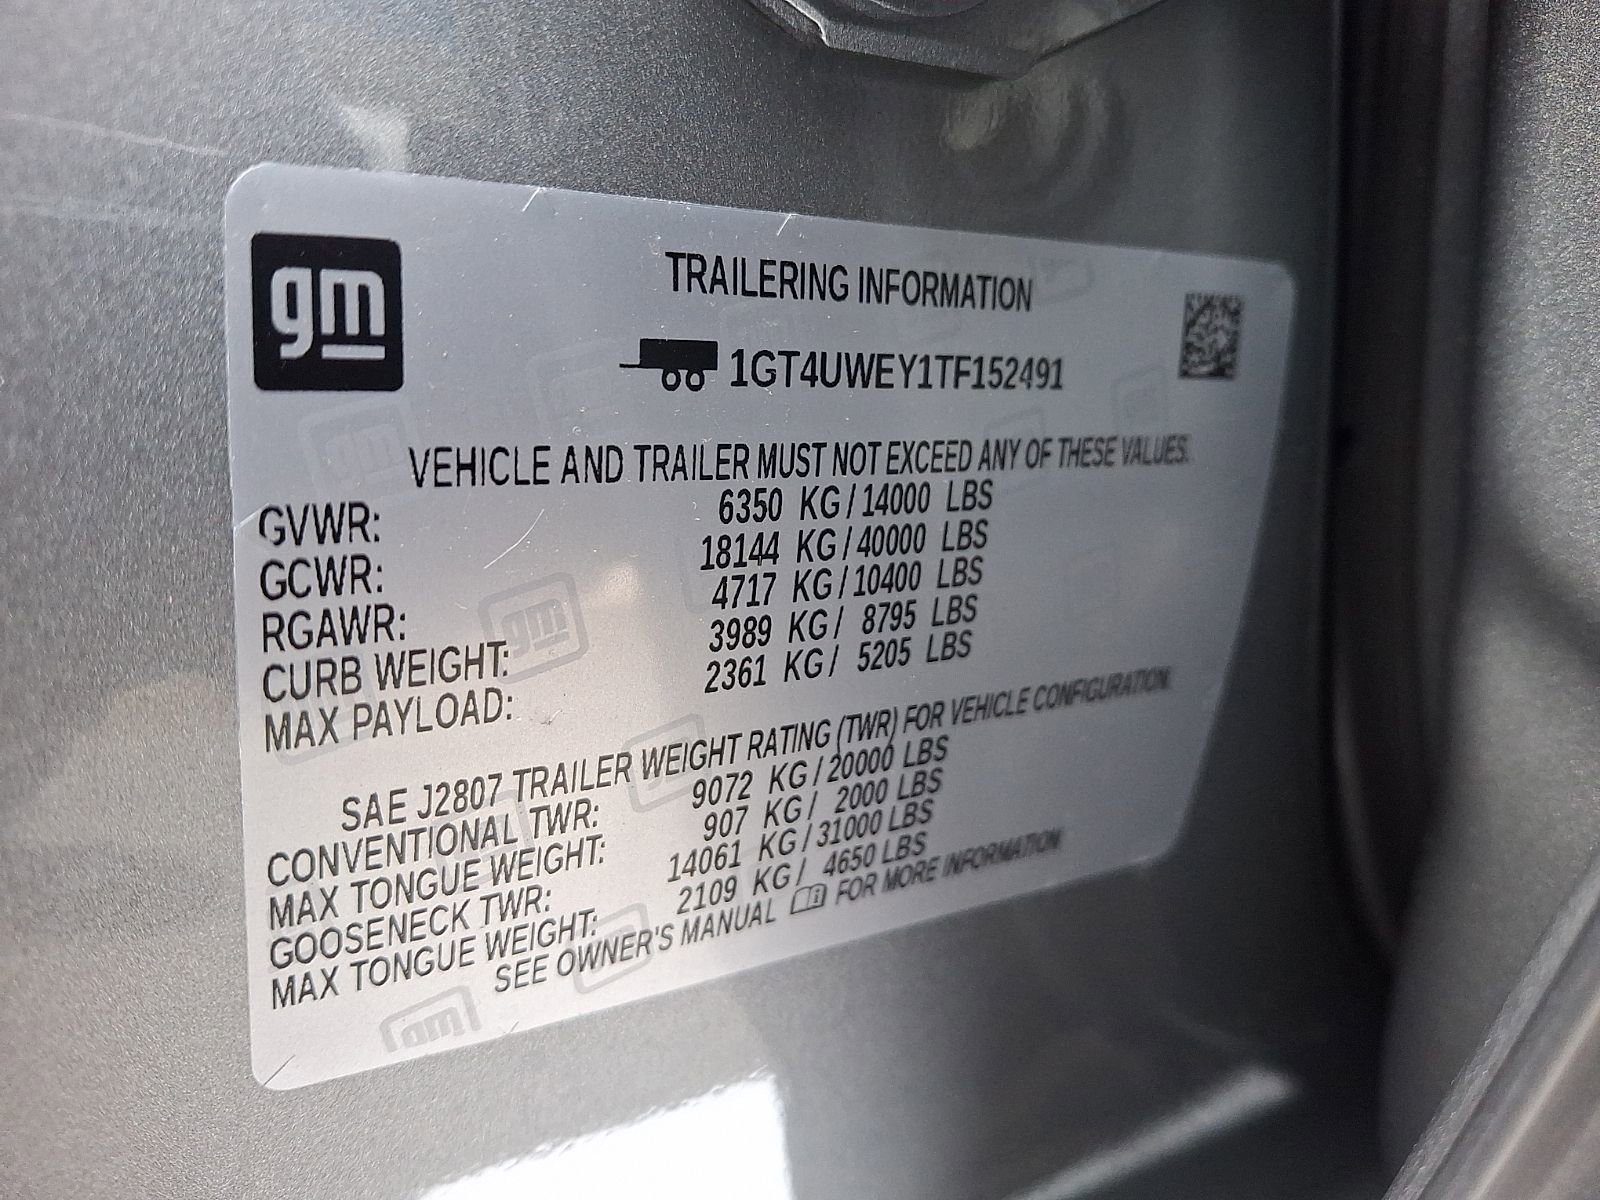 gm
TRAILERING INFORMATION
1GT4UWEY1TF152491
VEHICLE AND TRAILER MUST NOT EXCEED ANY OF THESE VALUES.
GVWR: 6350 KG / 14000 LBS
GCWR: 18144 KG / 40000 LBS
RGAWR: 4717 KG / 10400 LBS
CURB WEIGHT: 3989 KG / 8795 LBS
MAX PAYLOAD: 2361 KG / 5205 LBS
SAE J2807 TRAILER WEIGHT RATING (TWR) FOR VEHICLE CONFIGURATION.
CONVENTIONAL TWR: 9072 KG / 20000 LBS
MAX TONGUE WEIGHT: 907 KG / 2000 LBS
GOOSENECK TWR: 14061 KG / 31000 LBS
MAX TONGUE WEIGHT: 2109 KG / 4650 LBS
SEE OWNER'S MANUAL FOR MORE INFORMATION